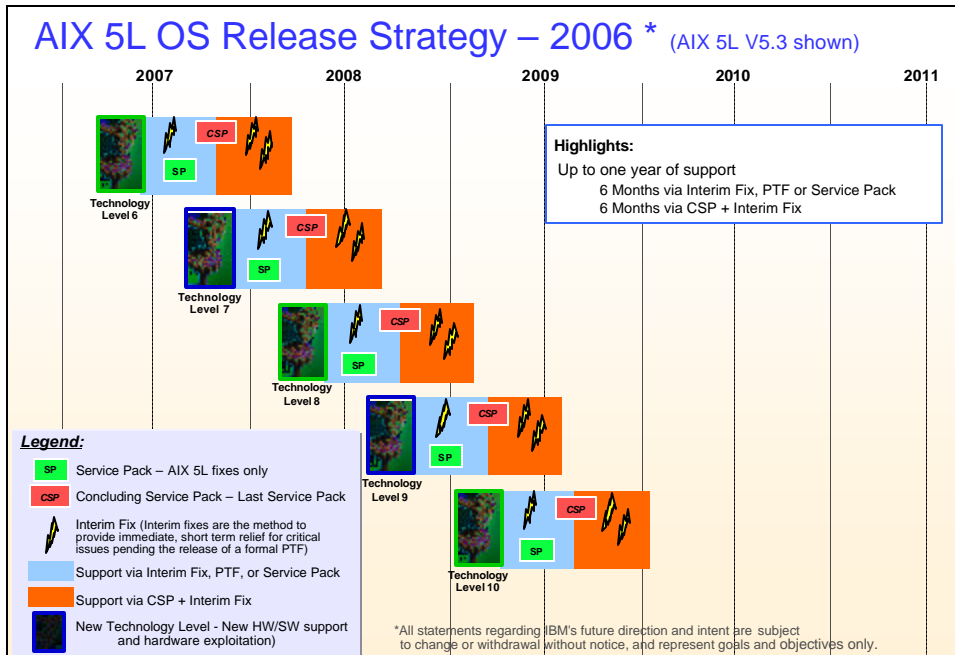 AIX 5L OS Release Strategy – 2006 * (AIX 5L V5.3 shown)
2007 2008 2009 2010 2011
CSP
SP
Technology
Level 6
Highlights:
Up to one year of support
6 Months via Interim Fix, PTF or Service Pack
6 Months via CSP + Interim Fix
CSP
SP
Technology
Level 7
CSP
SP
Technology
Level 8
CSP
SP
Technology
Level 9
CSP
SP
Technology
Level 10
Legend:
SP Service Pack – AIX 5L fixes only
CSP Concluding Service Pack – Last Service Pack
Interim Fix (Interim fixes are the method to
provide immediate, short term relief for critical
issues pending the release of a formal PTF)
Support via Interim Fix, PTF, or Service Pack
Support via CSP + Interim Fix
New Technology Level - New HW/SW support
and hardware exploitation)
*All statements regarding IBM's future direction and intent are subject
to change or withdrawal without notice, and represent goals and objectives only.